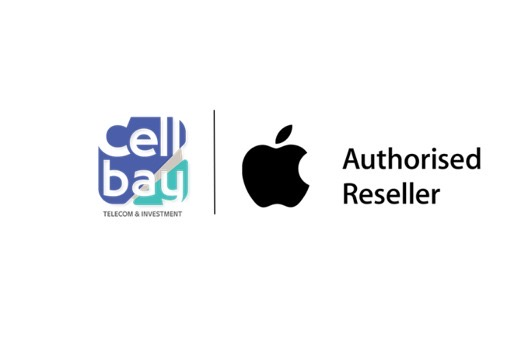 Cell
bay
TELECOM & INVESTMENT
Authorised
Reseller